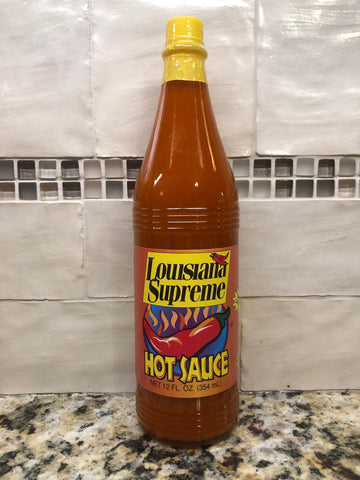 Louisiana
Supreme
HOT SAUCE
NET 12 FL. OZ. (354 mL)